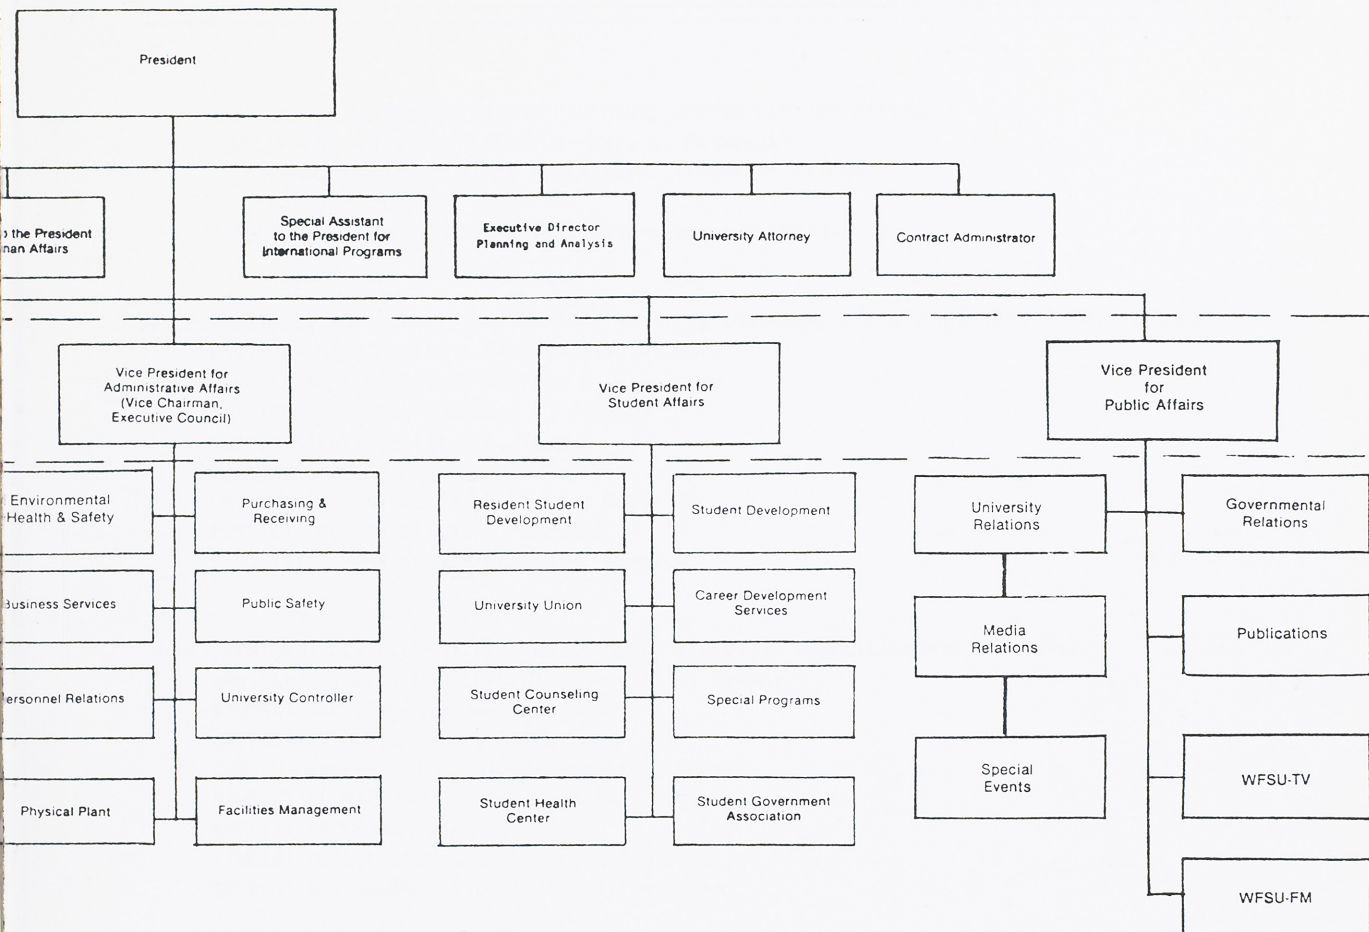 President
the President
Affairs
Special Assistant
to the President for
International Programs
Executive Director
Planning and Analysis
University Attorney
Contract Administrator
Vice President for
Administrative Affairs
(Vice Chairman,
Executive Council)
Vice President for
Student Affairs
Vice President
for
Public Affairs
Environmental
Health & Safety
Purchasing &
Receiving
Resident Student
Development
Student Development
University
Relations
Governmental
Relations
Business Services
Public Safety
University Union
Career Development
Services
Media
Relations
Publications
Personnel Relations
University Controller
Student Counseling
Center
Special Programs
Special
Events
WFSU-TV
Physical Plant
Facilities Management
Student Health
Center
Student Government
Association
WFSU-FM